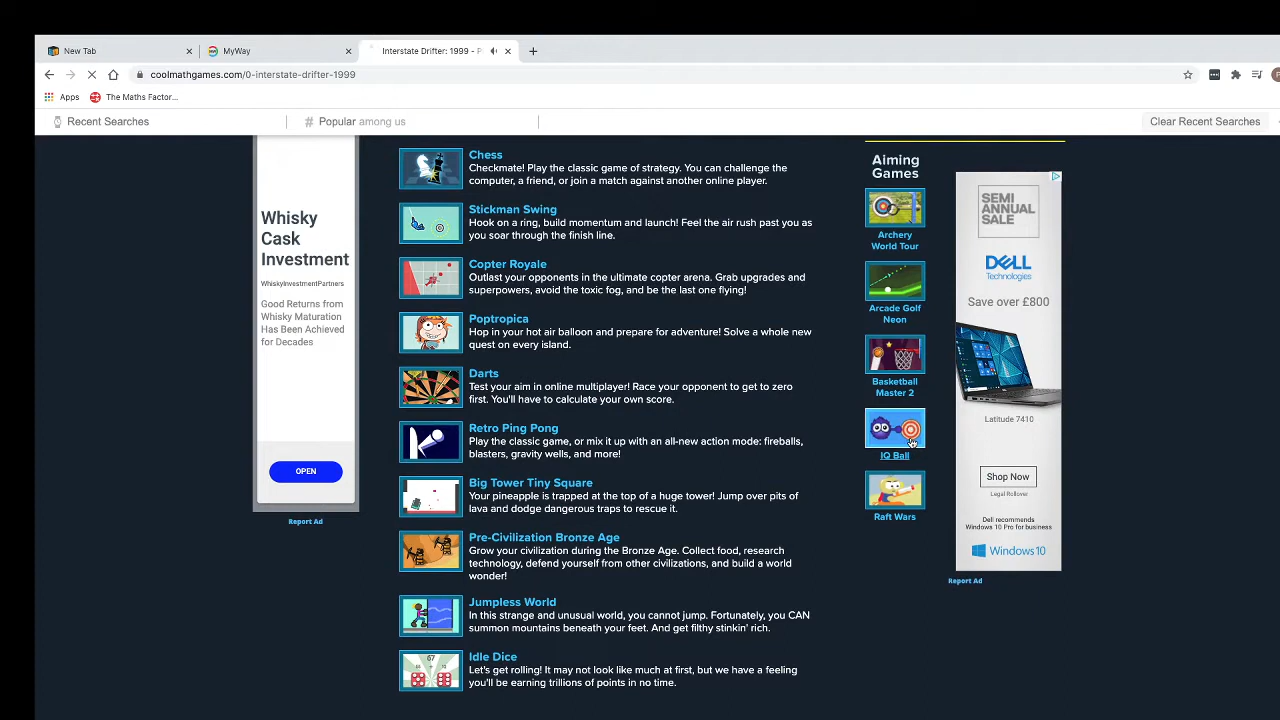 New Tab
MyWay
Interstate Drifter: 1999 - P
coolmathgames.com/0-interstate-drifter-1999
Apps
The Maths Factor...
Recent Searches
# Popular among us
Clear Recent Searches
Whisky
Cask
Investment
WhiskyInvestmentPartners
Good Returns from
Whisky Maturation
Has Been Achieved
for Decades
OPEN
Report Ad
Chess
Checkmate! Play the classic game of strategy. You can challenge the
computer, a friend, or join a match against another online player.
Stickman Swing
Hook on a ring, build momentum and launch! Feel the air rush past you as
you soar through the finish line.
Copter Royale
Outlast your opponents in the ultimate copter arena. Grab upgrades and
superpowers, avoid the toxic fog, and be the last one flying!
Poptropica
Hop in your hot air balloon and prepare for adventure! Solve a whole new
quest on every island.
Darts
Test your aim in online multiplayer! Race your opponent to get to zero
first. You'll have to calculate your own score.
Retro Ping Pong
Play the classic game, or mix it up with an all-new action mode: fireballs,
blasters, gravity wells, and more!
Big Tower Tiny Square
Your pineapple is trapped at the top of a huge tower! Jump over pits of
lava and dodge dangerous traps to rescue it.
Pre-Civilization Bronze Age
Grow your civilization during the Bronze Age. Collect food, research
technology, defend yourself from other civilizations, and build a world
wonder!
Jumpless World
In this strange and unusual world, you cannot jump. Fortunately, you CAN
summon mountains beneath your feet. And get filthy stinkin' rich.
67
Idle Dice
Let's get rolling! It may not look like much at first, but we have a feeling
you'll be earning trillions of points in no time.
Aiming
Games
Archery
World Tour
Arcade Golf
Neon
Basketball
Master 2
IQ Ball
Raft Wars
SEMI
ANNUAL
SALE
DELL
Technologies
Save over £800
Latitude 7410
Shop Now
Legal Rollover
Dell recommends
Windows 10 Pro for business
Windows 10
Report Ad